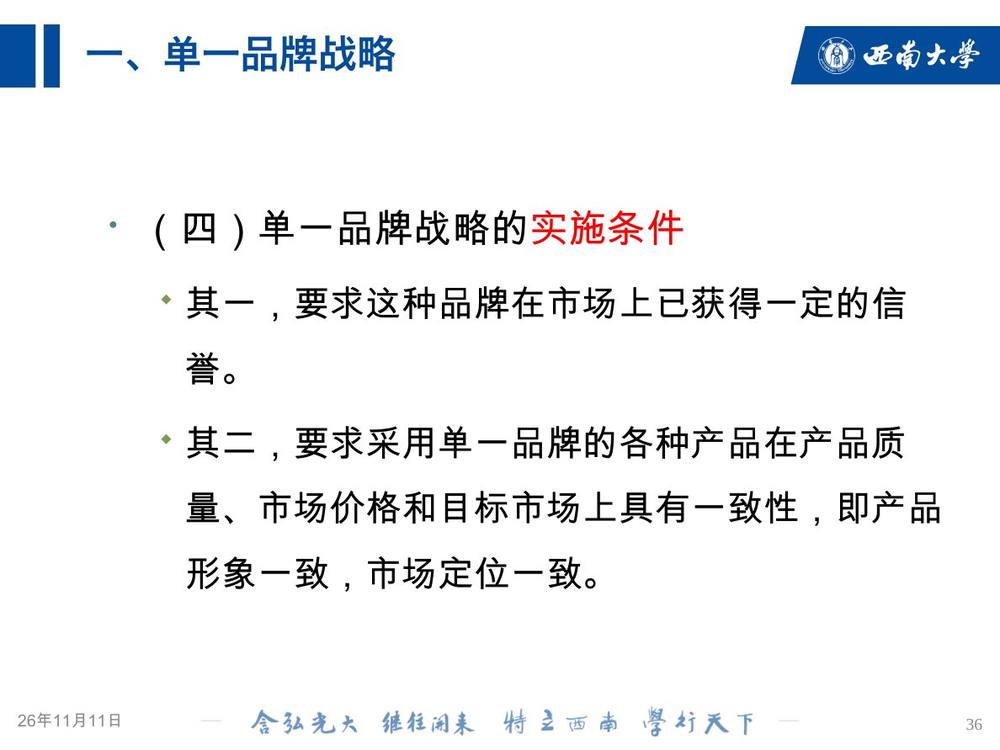 一、单一品牌战略
西南大学
（四）单一品牌战略的实施条件
其一，要求这种品牌在市场上已获得一定的信
誉。
其二，要求采用单一品牌的各种产品在产品质
量、市场价格和目标市场上具有一致性，即产品
形象一致，市场定位一致。
26年11月11日
含弘光大 继往开来 特立西南 學行天下
36